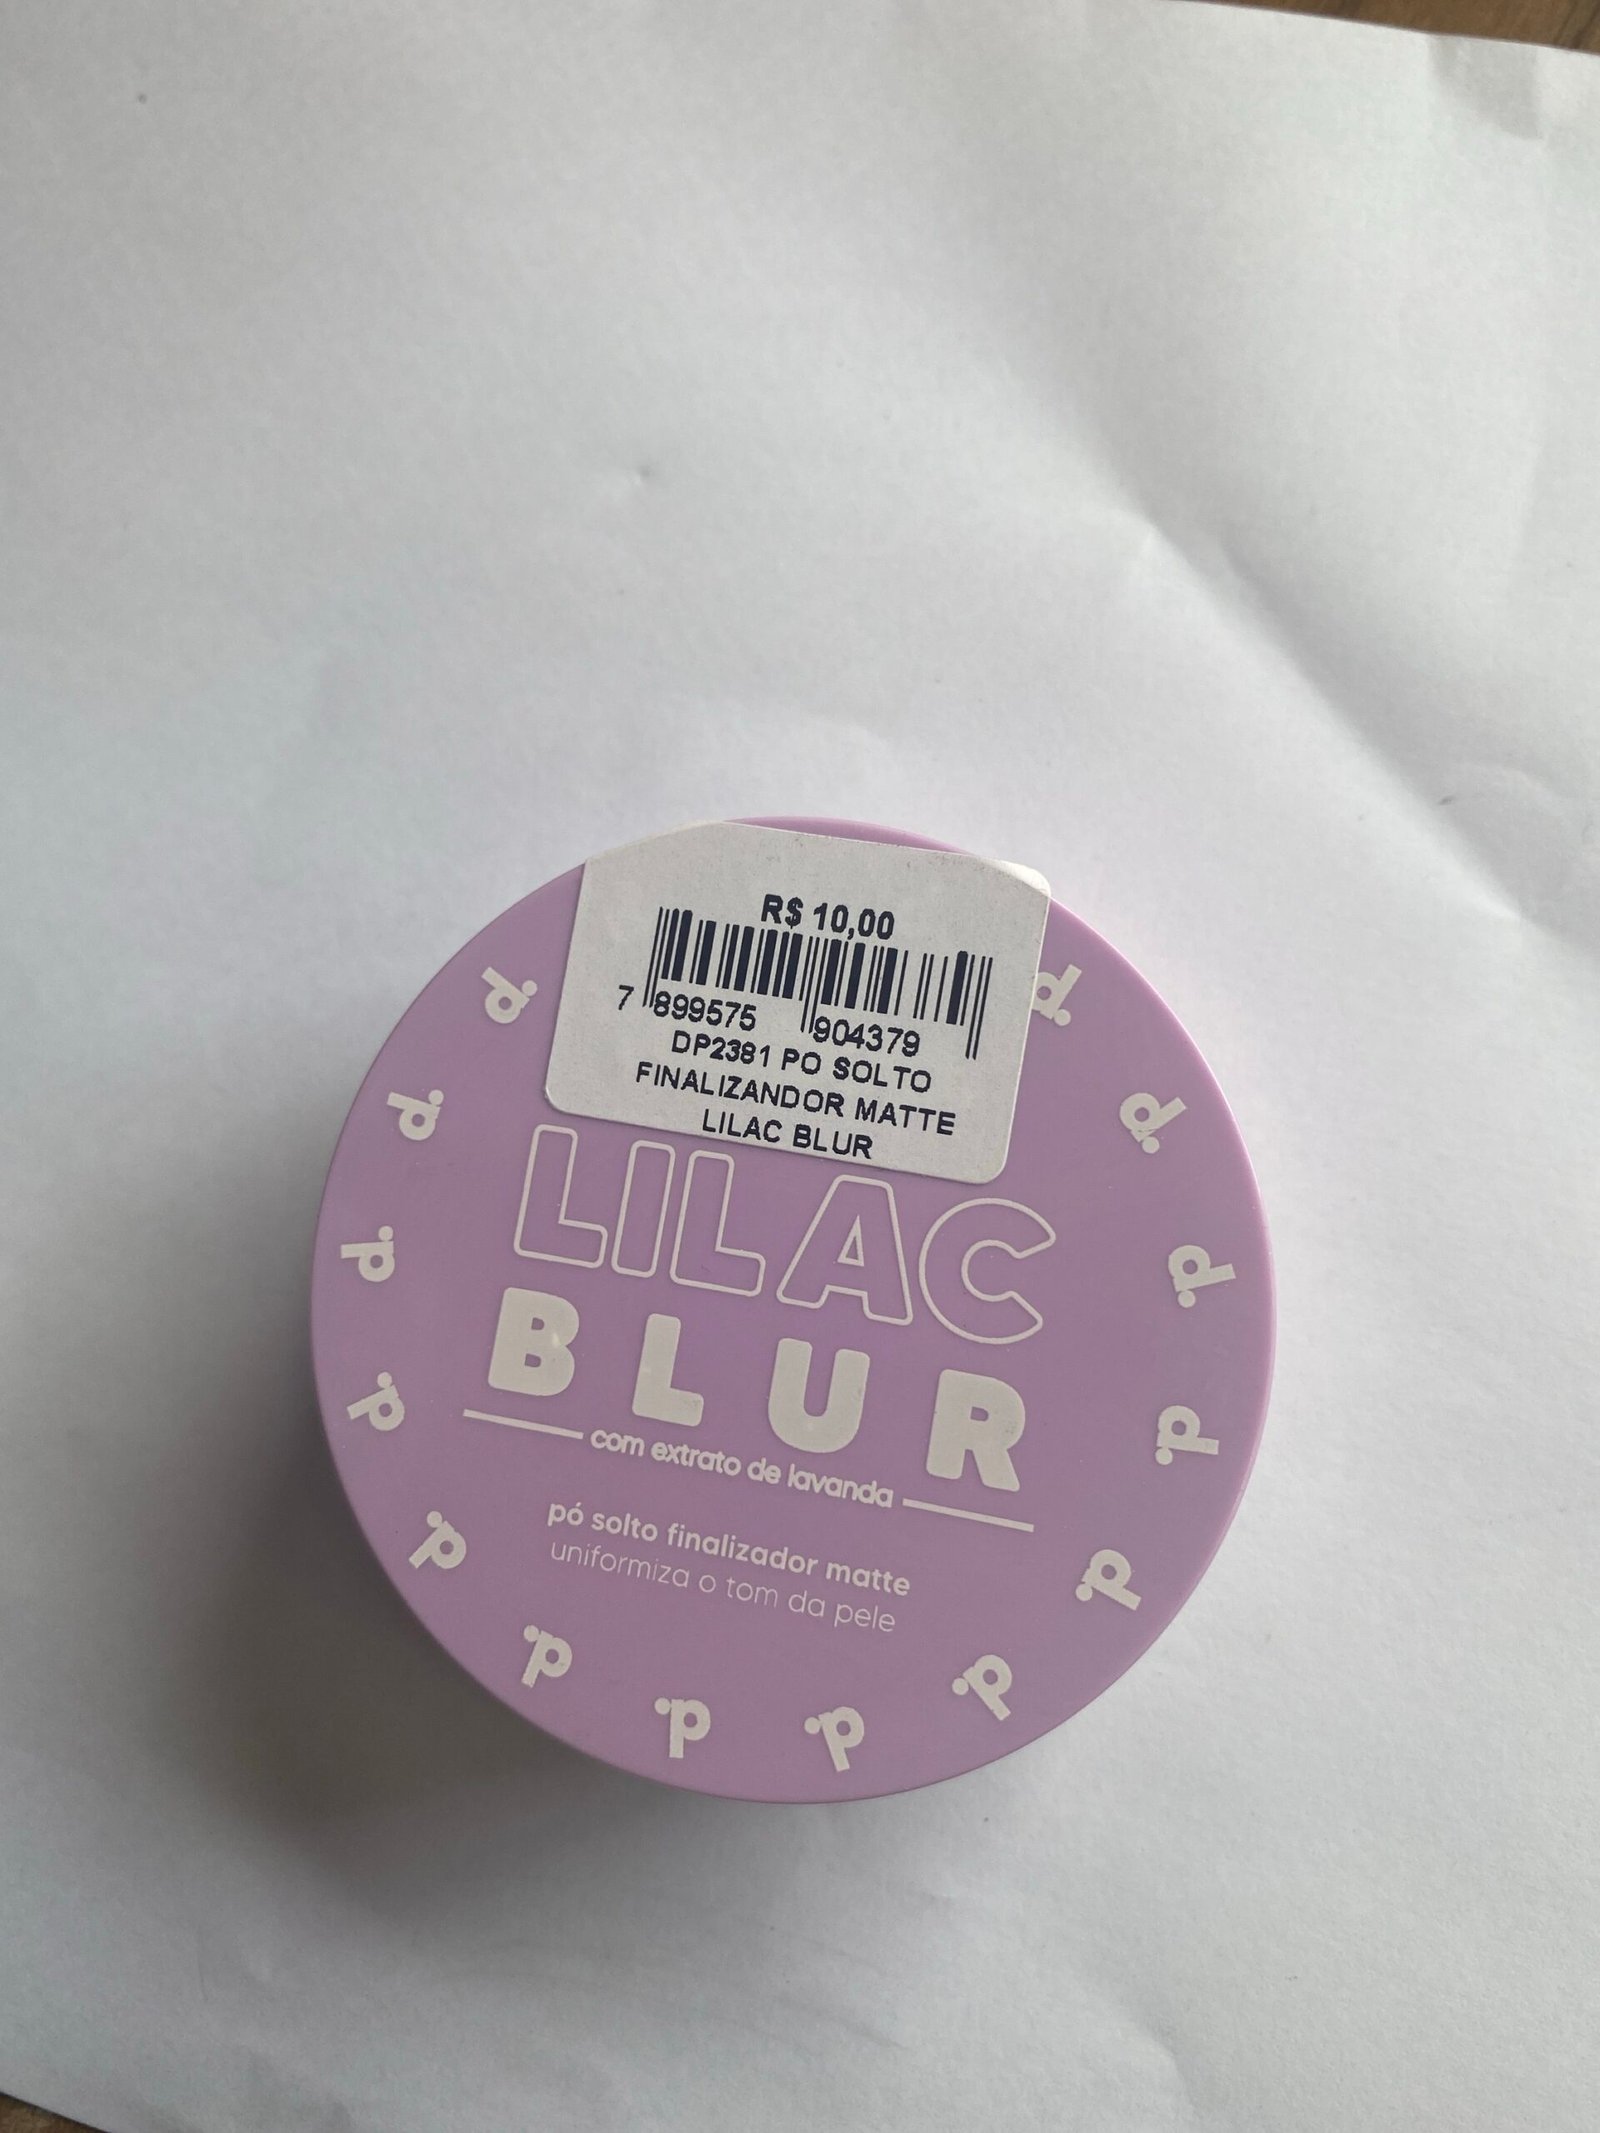 R$ 10,00
7 899575 904379
DP2381 PO SOLTO
FINALIZANDOR MATTE
LILAC BLUR
LILAC
BLUR
com extrato de lavanda
pó solto finalizador matte
uniformiza o tom da pele
d.
d.
d.
d.
d.
d.
d.
d.
d.
d.
d.
d.
d.
d.